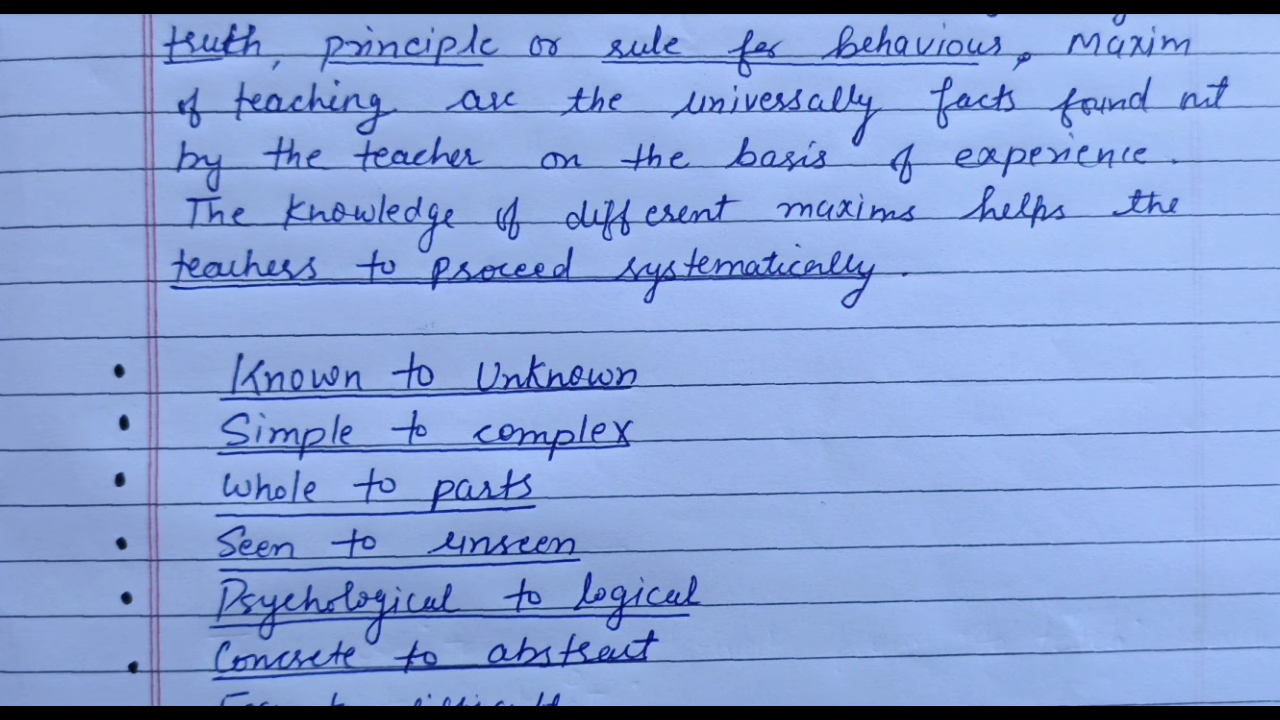 truth, principle or rule for behaviour, Maxim
of teaching are the universally facts found out
by the teacher on the basis of experience.
The knowledge of different maxims helps the
teachers to proceed systematically.
• Known to Unknown
• Simple to complex
• Whole to parts
• Seen to unseen
• Psychological to logical
• Concrete to abstract